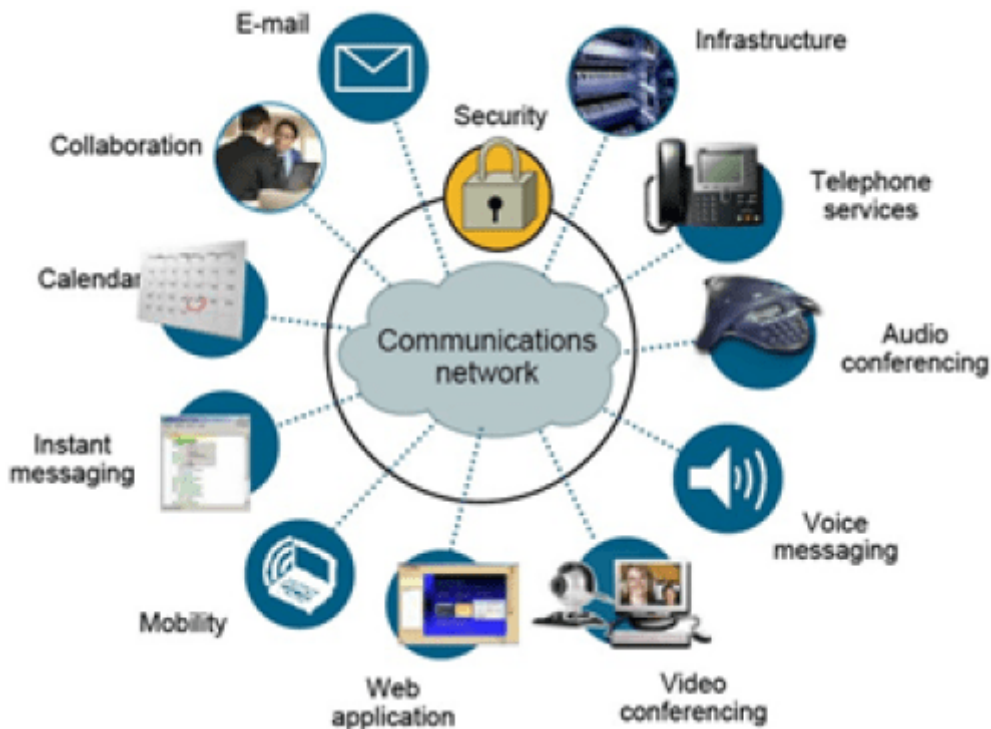 E-mail
Infrastructure
Security
Collaboration
Telephone
services
Calendar
Communications
network
Audio
conferencing
Instant
messaging
Voice
messaging
Mobility
Web
application
Video
conferencing